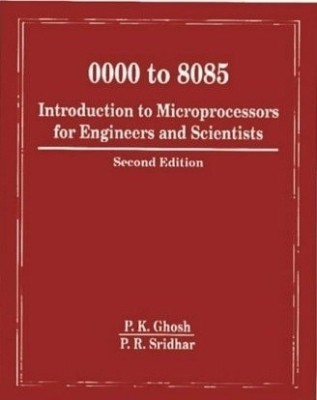 0000 to 8085
Introduction to Microprocessors
for Engineers and Scientists
Second Edition
P. K. Ghosh
P. R. Sridhar